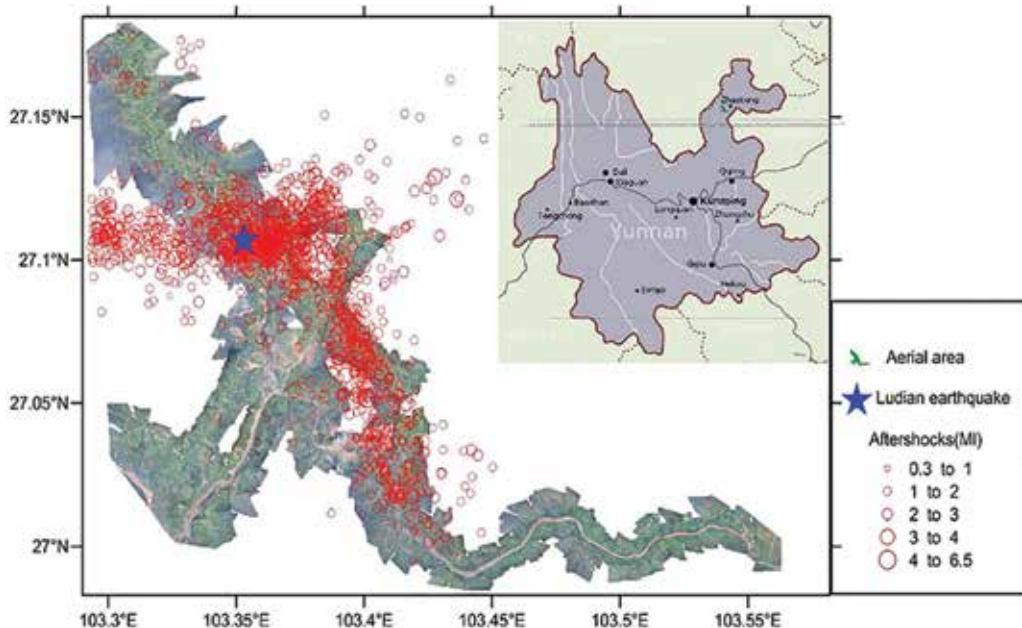 27.15°N
27.1°N
27.05°N
27°N
103.3°E
103.35°E
103.4°E
103.45°E
103.5°E
103.55°E
Zhaotong
Dali
Xiaguan
Qujing
Baoshan
Kunming
Tengchong
Yunnan
Gejiu
Hekou
Simao
Aerial area
Ludian earthquake
Aftershocks(Ml)
0.3 to 1
1 to 2
2 to 3
3 to 4
4 to 6.5